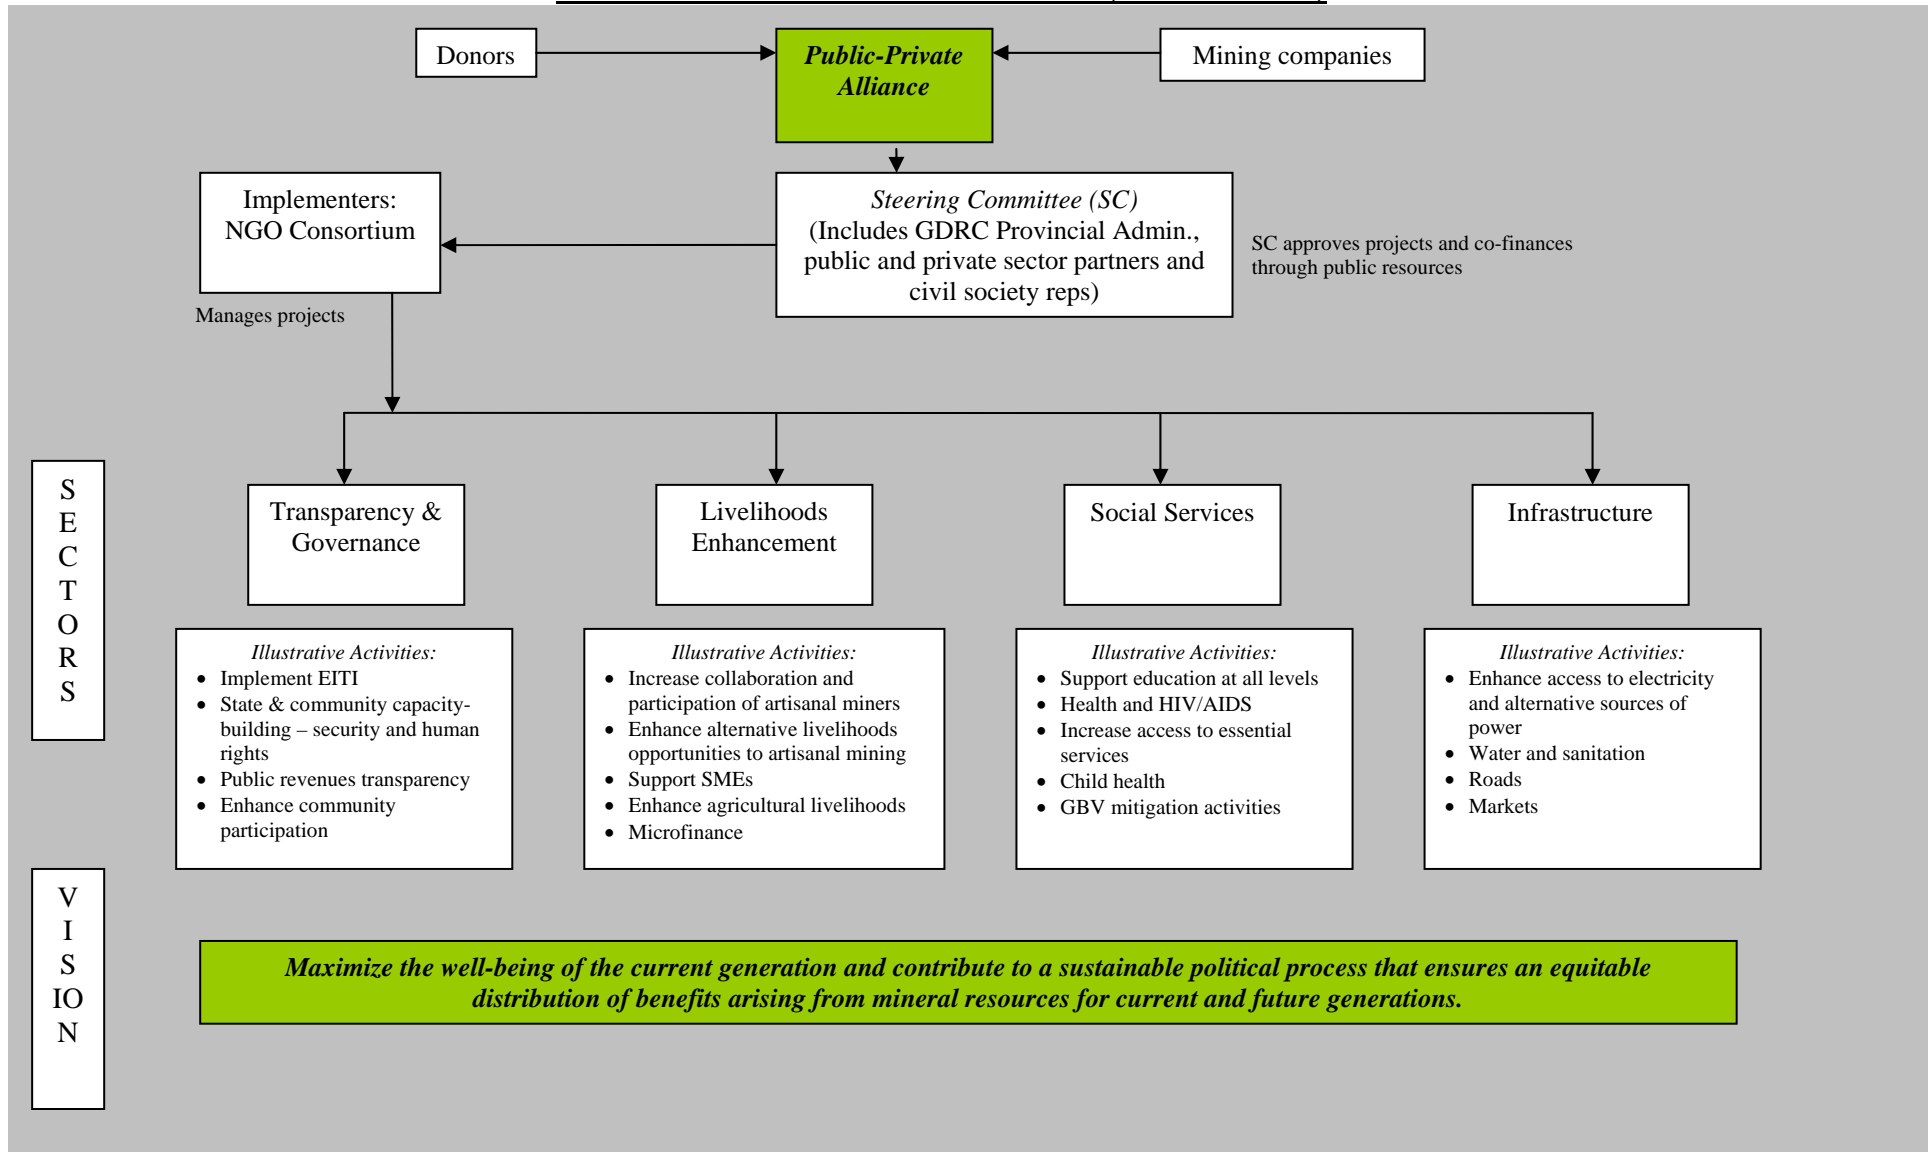 Donors
Public-Private
Alliance
Mining companies
Implementers:
NGO Consortium
Steering Committee (SC)
(Includes GDRC Provincial Admin.,
public and private sector partners and
civil society reps)
SC approves projects and co-finances
through public resources
Manages projects
S
E
C
T
O
R
S
Transparency &
Governance
Livelihoods
Enhancement
Social Services
Infrastructure
Illustrative Activities:
• Implement EITI
• State & community capacity-
building – security and human
rights
• Public revenues transparency
• Enhance community
participation
Illustrative Activities:
• Increase collaboration and
participation of artisanal miners
• Enhance alternative livelihoods
opportunities to artisanal mining
• Support SMEs
• Enhance agricultural livelihoods
• Microfinance
Illustrative Activities:
• Support education at all levels
• Health and HIV/AIDS
• Increase access to essential
services
• Child health
• GBV mitigation activities
Illustrative Activities:
• Enhance access to electricity
and alternative sources of
power
• Water and sanitation
• Roads
• Markets
V
I
S
IO
N
Maximize the well-being of the current generation and contribute to a sustainable political process that ensures an equitable
distribution of benefits arising from mineral resources for current and future generations.